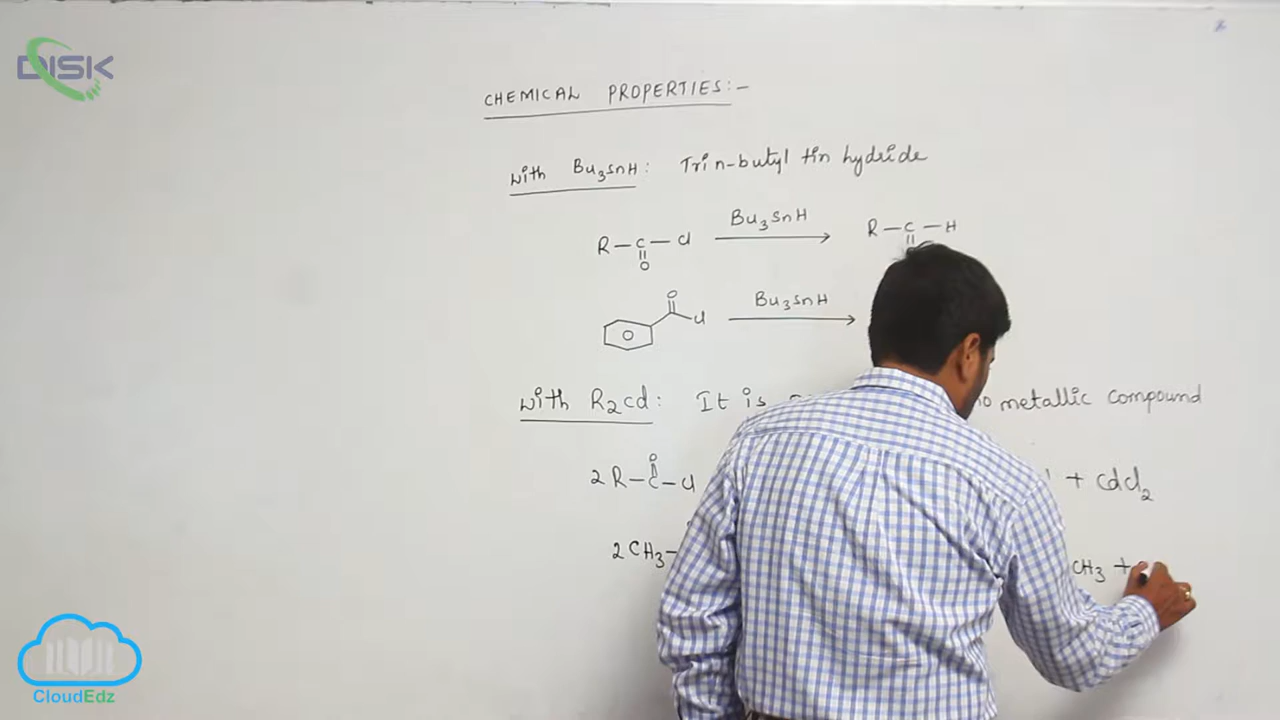 DISK
CHEMICAL PROPERTIES:-
with Bu3SnH: Tri n-butyl tin hydride
R-C-Cl Bu3SnH R-C-H
O
O
Bu3SnH
Cl
with R2Cd: It is metallic compound
O
2R-C-Cl + CdCl2
2CH3- CH3 +
CloudEdz